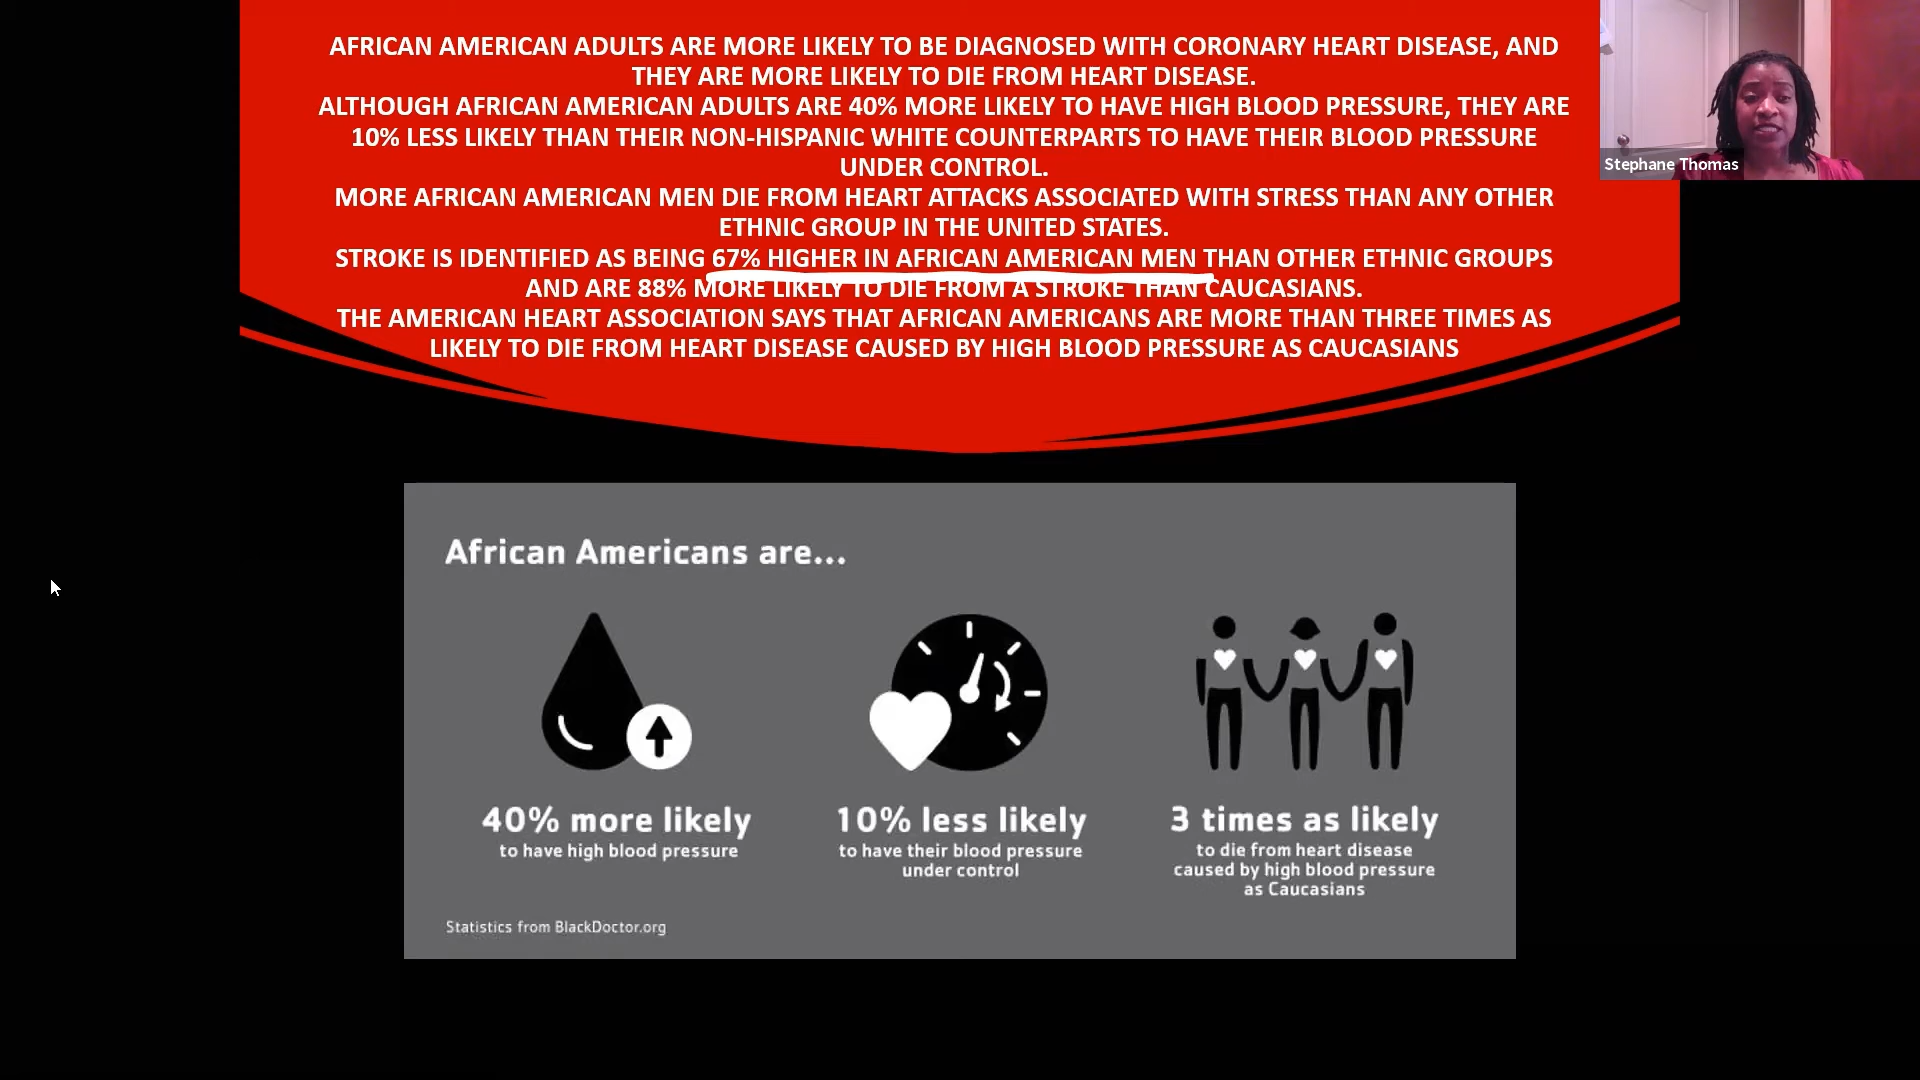 AFRICAN AMERICAN ADULTS ARE MORE LIKELY TO BE DIAGNOSED WITH CORONARY HEART DISEASE, AND
THEY ARE MORE LIKELY TO DIE FROM HEART DISEASE.
ALTHOUGH AFRICAN AMERICAN ADULTS ARE 40% MORE LIKELY TO HAVE HIGH BLOOD PRESSURE, THEY ARE
10% LESS LIKELY THAN THEIR NON-HISPANIC WHITE COUNTERPARTS TO HAVE THEIR BLOOD PRESSURE
UNDER CONTROL.
MORE AFRICAN AMERICAN MEN DIE FROM HEART ATTACKS ASSOCIATED WITH STRESS THAN ANY OTHER
ETHNIC GROUP IN THE UNITED STATES.
STROKE IS IDENTIFIED AS BEING 67% HIGHER IN AFRICAN AMERICAN MEN THAN OTHER ETHNIC GROUPS
AND ARE 88% MORE LIKELY TO DIE FROM A STROKE THAN CAUCASIANS.
THE AMERICAN HEART ASSOCIATION SAYS THAT AFRICAN AMERICANS ARE MORE THAN THREE TIMES AS
LIKELY TO DIE FROM HEART DISEASE CAUSED BY HIGH BLOOD PRESSURE AS CAUCASIANS
Stephane Thomas
African Americans are...
40% more likely
to have high blood pressure
10% less likely
to have their blood pressure
under control
3 times as likely
to die from heart disease
caused by high blood pressure
as Caucasians
Statistics from BlackDoctor.org